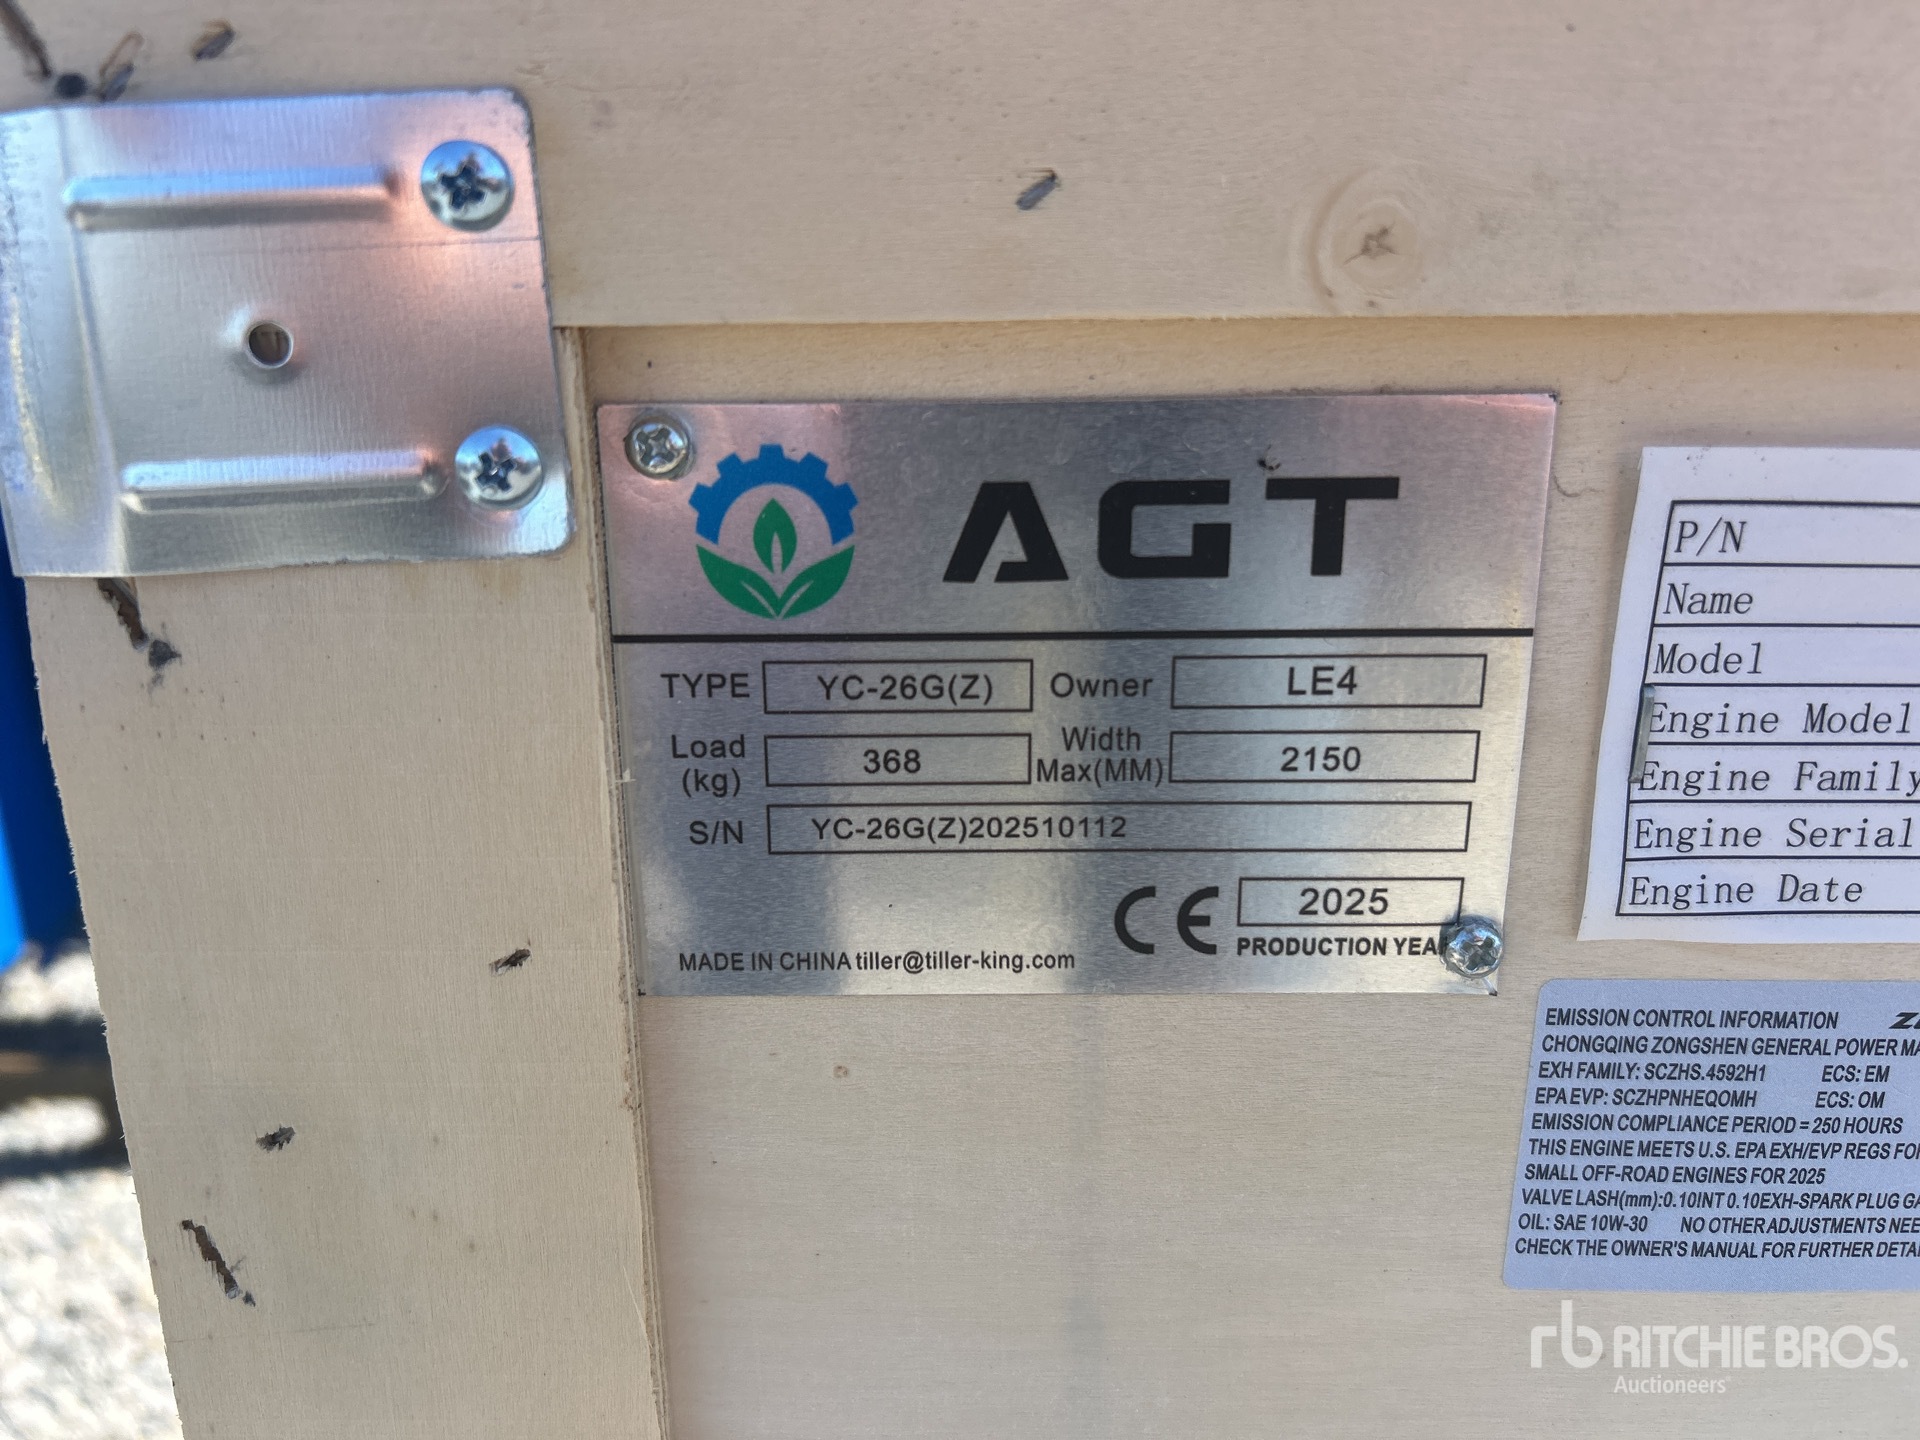 AGT
TYPE YC-26G(Z) Owner LE4
Load (kg) 368 Width Max(MM) 2150
S/N YC-26G(Z)202510112
CE 2025
PRODUCTION YEA
MADE IN CHINA tiller@tiller-king.com
P/N
Name
Model
Engine Model
Engine Family
Engine Serial
Engine Date
EMISSION CONTROL INFORMATION
CHONGQING ZONGSHEN GENERAL POWER MA
EXH FAMILY: SCZHS.4592H1 ECS: EM
EPA EVP: SCZHPNHEQOMH ECS: OM
EMISSION COMPLIANCE PERIOD = 250 HOURS
THIS ENGINE MEETS U.S. EPA EXH/EVP REGS FOR
SMALL OFF-ROAD ENGINES FOR 2025
VALVE LASH(mm):0.10INT 0.10EXH-SPARK PLUG GA
OIL: SAE 10W-30 NO OTHER ADJUSTMENTS NEE
CHECK THE OWNER'S MANUAL FOR FURTHER DETAI
rb RITCHIE BROS.
Auctioneers